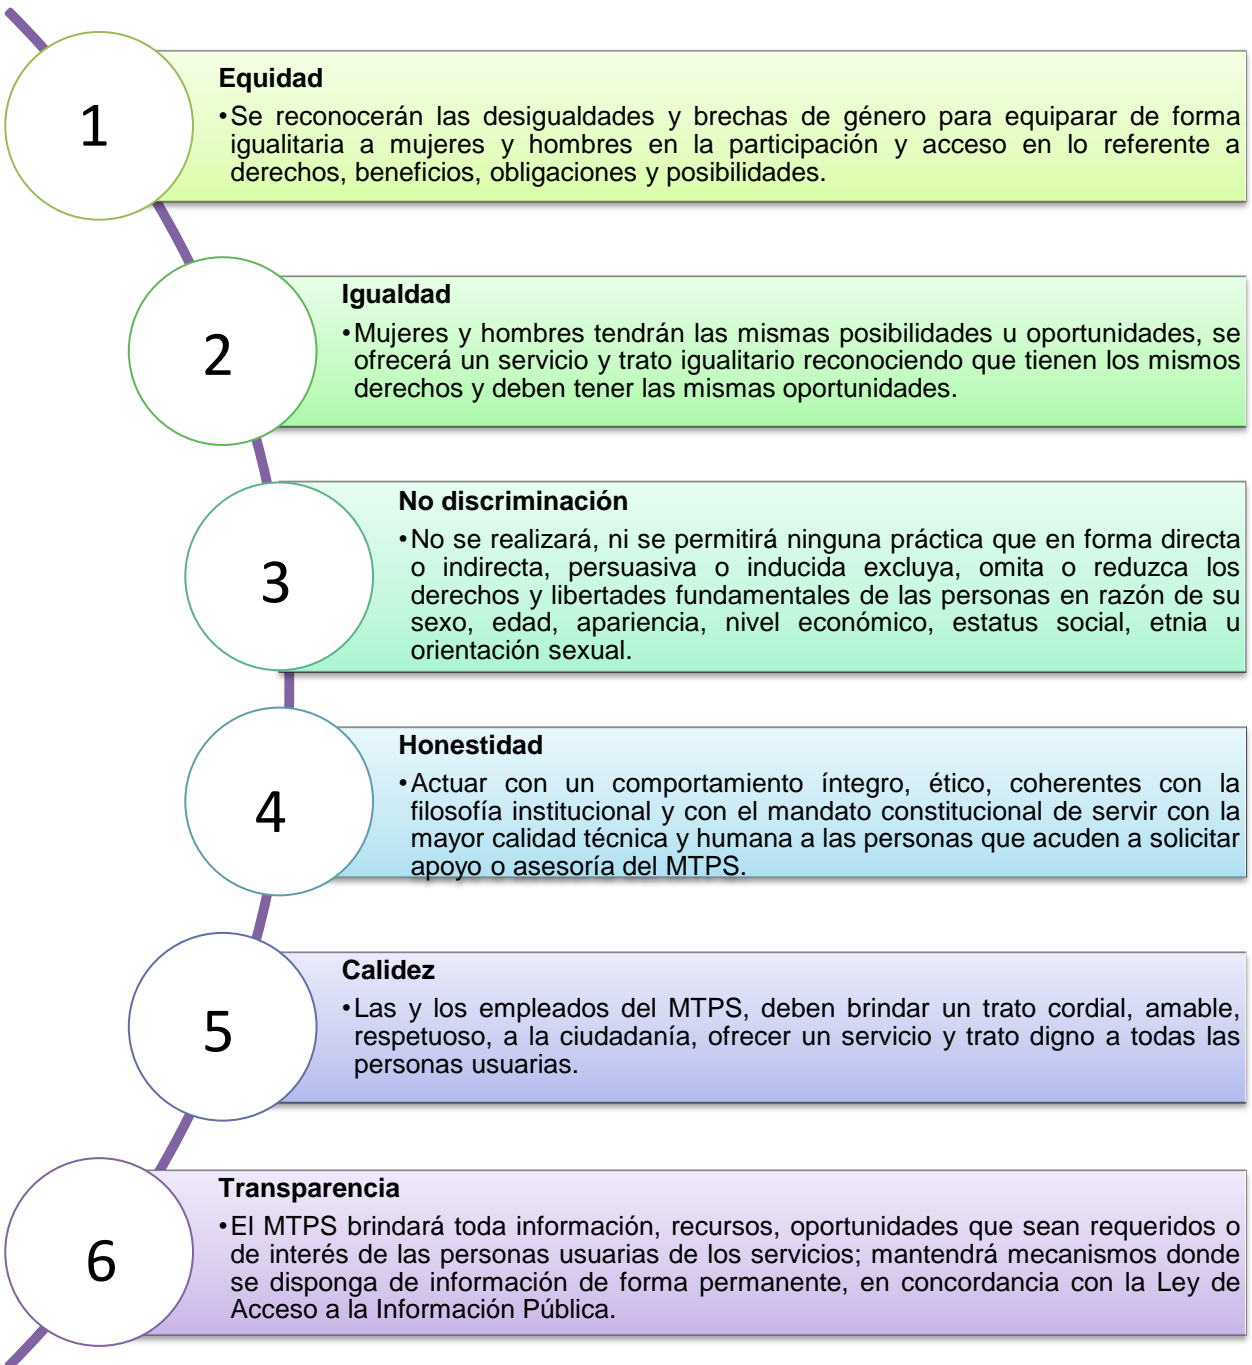 1
Equidad
•Se reconocerán las desigualdades y brechas de género para equiparar de forma
igualitaria a mujeres y hombres en la participación y acceso en lo referente a
derechos, beneficios, obligaciones y posibilidades.
2
Igualdad
•Mujeres y hombres tendrán las mismas posibilidades u oportunidades, se
ofrecerá un servicio y trato igualitario reconociendo que tienen los mismos
derechos y deben tener las mismas oportunidades.
3
No discriminación
•No se realizará, ni se permitirá ninguna práctica que en forma directa
o indirecta, persuasiva o inducida excluya, omita o reduzca los
derechos y libertades fundamentales de las personas en razón de su
sexo, edad, apariencia, nivel económico, estatus social, etnia u
orientación sexual.
4
Honestidad
•Actuar con un comportamiento íntegro, ético, coherentes con la
filosofía institucional y con el mandato constitucional de servir con la
mayor calidad técnica y humana a las personas que acuden a solicitar
apoyo o asesoría del MTPS.
5
Calidez
•Las y los empleados del MTPS, deben brindar un trato cordial, amable,
respetuoso, a la ciudadanía, ofrecer un servicio y trato digno a todas las
personas usuarias.
6
Transparencia
•El MTPS brindará toda información, recursos, oportunidades que sean requeridos o
de interés de las personas usuarias de los servicios; mantendrá mecanismos donde
se disponga de información de forma permanente, en concordancia con la Ley de
Acceso a la Información Pública.